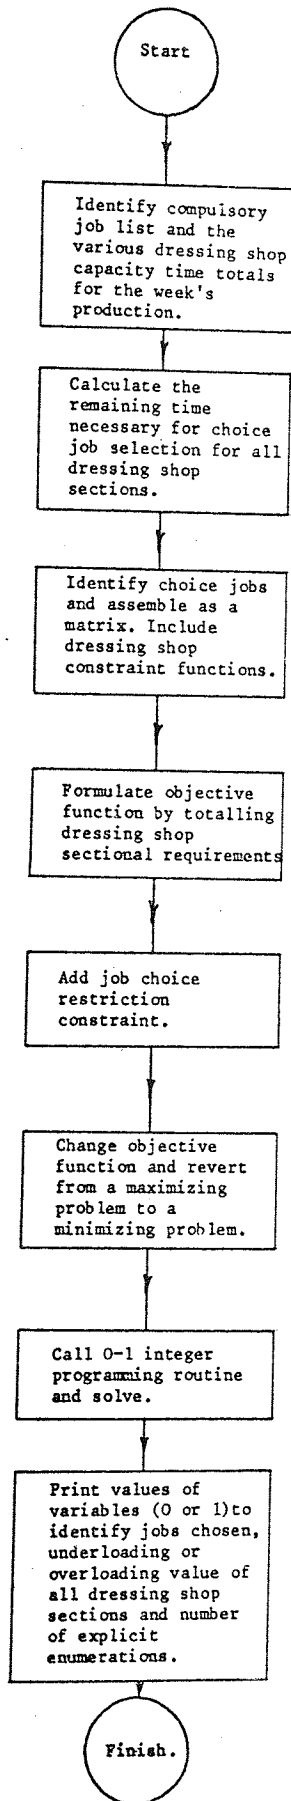 Start
Identify compulsory
job list and the
various dressing shop
capacity time totals
for the week's
production.
Calculate the
remaining time
necessary for choice
job selection for all
dressing shop
sections.
Identify choice jobs
and assemble as a
matrix. Include
dressing shop
constraint functions.
Formulate objective
function by totalling
dressing shop
sectional requirements
Add job choice
restriction
constraint.
Change objective
function and revert
from a maximizing
problem to a
minimizing problem.
Call 0-1 integer
programming routine
and solve.
Print values of
variables (0 or 1)to
identify jobs chosen,
underloading or
overloading value of
all dressing shop
sections and number
of explicit
enumerations.
Finish.